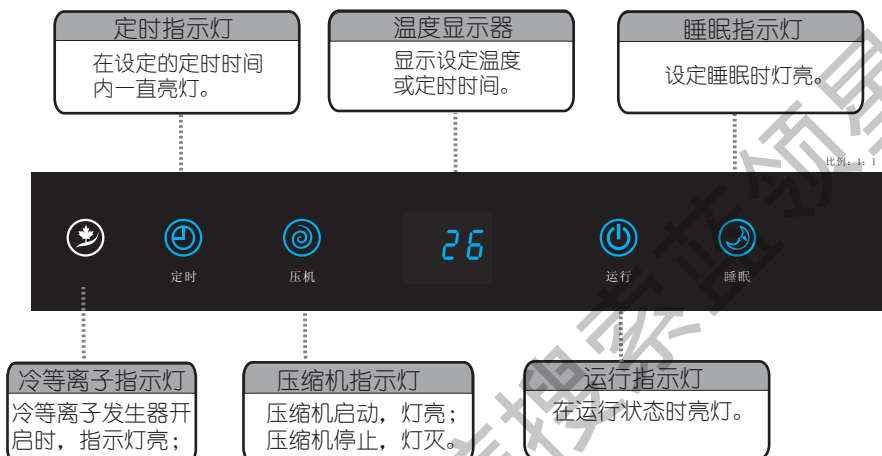 定时指示灯
在设定的定时时间
内一直亮灯。
温度显示器
显示设定温度
或定时时间。
睡眠指示灯
设定睡眠时灯亮。
比例：1：1
26
定时
压机
运行
睡眠
冷等离子指示灯
冷等离子发生器开
启时，指示灯亮；
压缩机指示灯
压缩机启动，灯亮；
压缩机停止，灯灭。
运行指示灯
在运行状态时亮灯。
搜索蓝领星